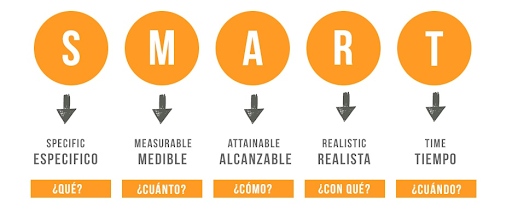 S M A R T
SPECIFIC MEASURABLE ATTAINABLE REALISTIC TIME
ESPECIFICO MEDIBLE ALCANZABLE REALISTA TIEMPO
¿QUÉ? ¿CUÁNTO? ¿CÓMO? ¿CON QUÉ? ¿CUÁNDO?